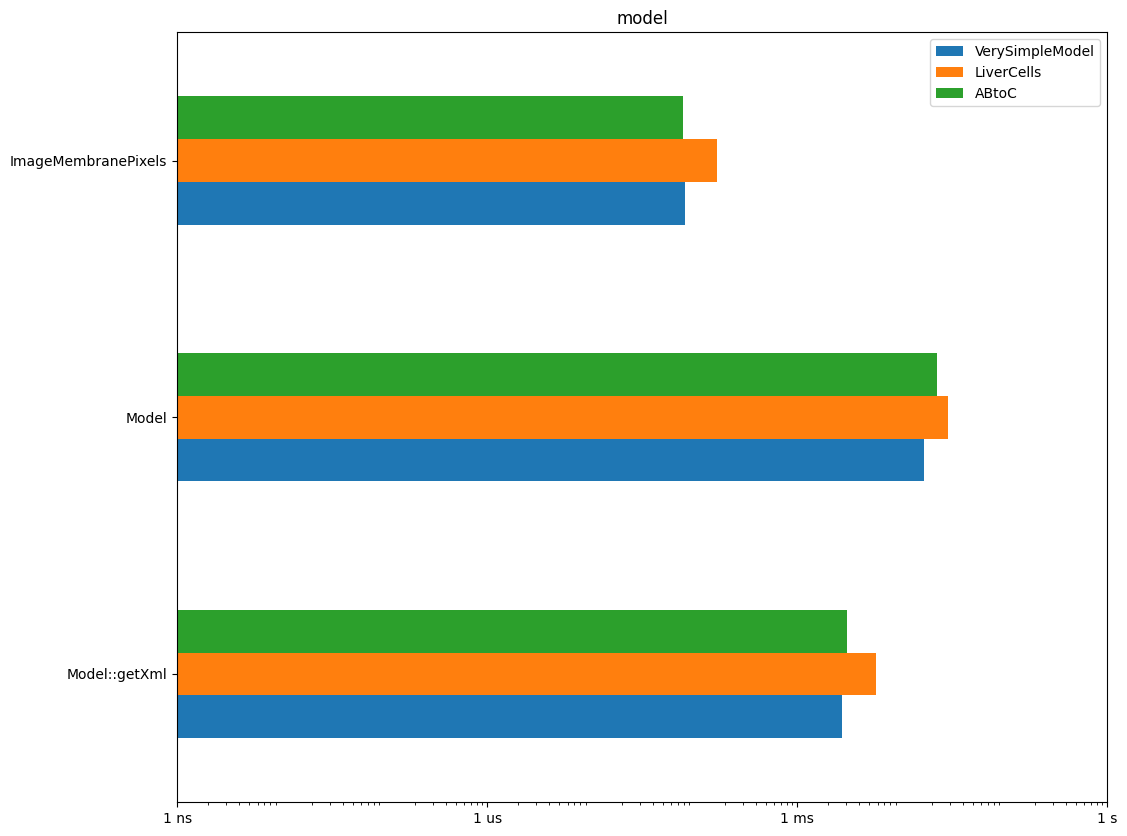 model
VerySimpleModel
LiverCells
ABtoC
ImageMembranePixels
Model
Model::getXml
1 ns
1 us
1 ms
1 s